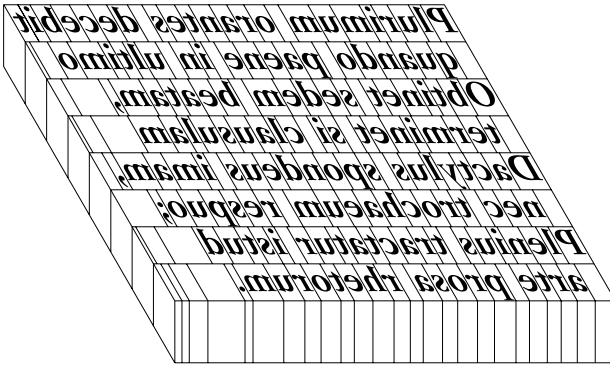 Plurimum orantes decebit
quando paene in ultimo
Obtinet sedem beatam,
terminet si clausulam
Dactylus spondeus imam,
nec trochaeum respuo;
Plenius tractatur istud
arte prosa rhetorum.